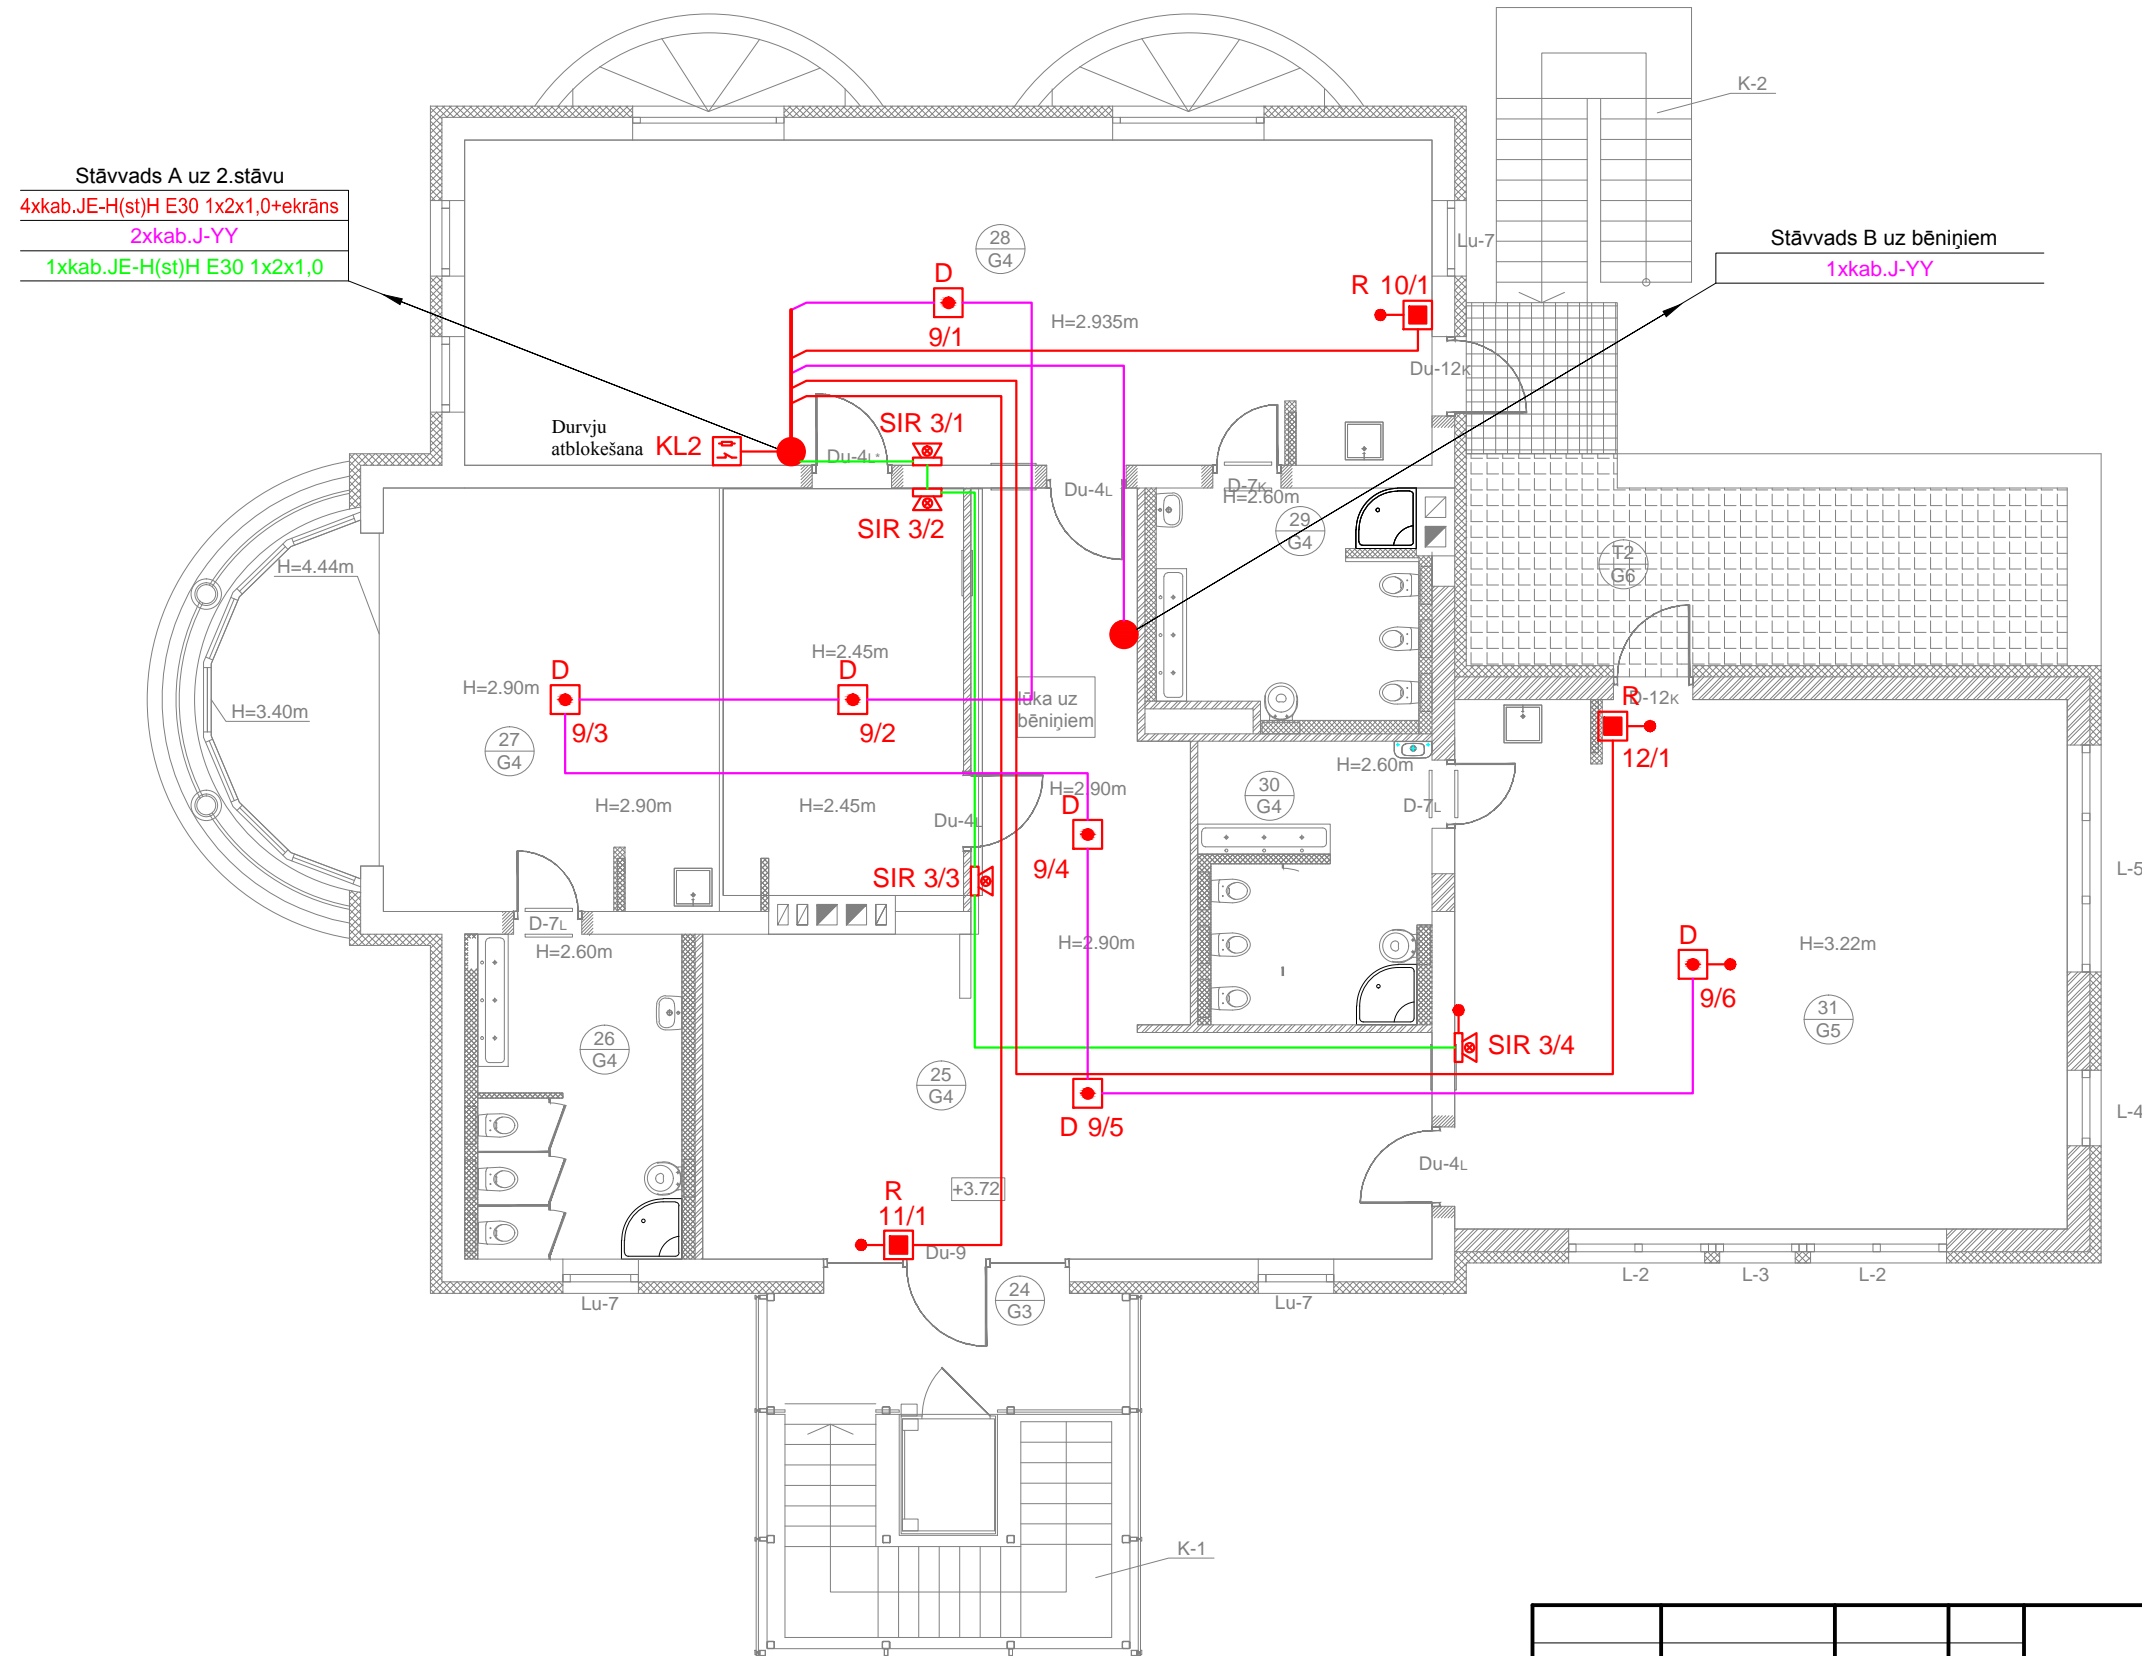 K-2
Stāvvads A uz 2.stāvu
4xkab.JE-H(st)H E30 1x2x1,0+ekrāns
2xkab.J-YY
1xkab.JE-H(st)H E30 1x2x1,0
Stāvvads B uz bēniņiem
1xkab.J-YY
28
G4
Lu-7
D
9/1
R 10/1
H=2.935m
Du-12K
Durvju
atblokešana
KL2
SIR 3/1
Du-4L*
Du-4L
D-7K
H=2.60m
SIR 3/2
29
G4
T2
G6
H=4.44m
H=2.45m
H=3.40m
D
H=2.90m
9/3
D
9/2
lūka uz
bēniņiem
R
D-12K
12/1
27
G4
H=2.60m
H=2.90m
H=2.45m
H=2.90m
D
30
G4
D-7L
Du-4L
9/4
SIR 3/3
L-5
D-7L
H=2.60m
H=2.90m
D
9/6
H=3.22m
31
G5
26
G4
SIR 3/4
25
G4
D 9/5
L-4
Du-4L
+3.72
R
11/1
Du-9
24
G3
Lu-7
Lu-7
L-2
L-3
L-2
K-1